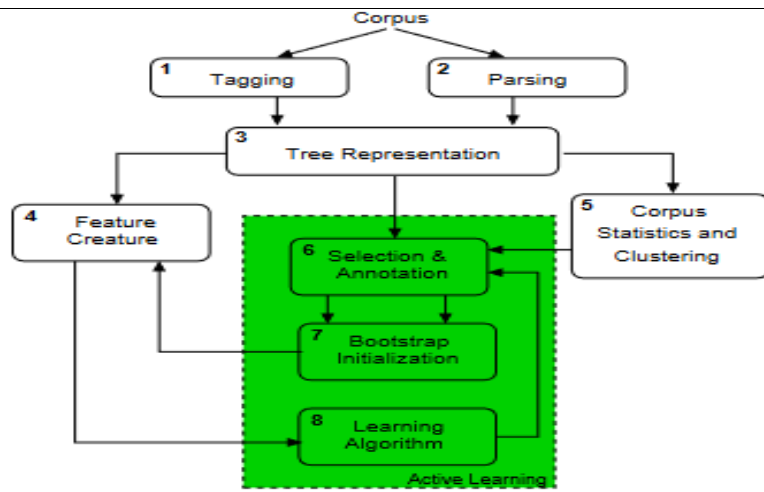 Corpus
1 Tagging
2 Parsing
3 Tree Representation
4 Feature
Creature
5 Corpus
Statistics and
Clustering
6 Selection &
Annotation
7 Bootstrap
Initialization
8 Learning
Algorithm
Active Learning